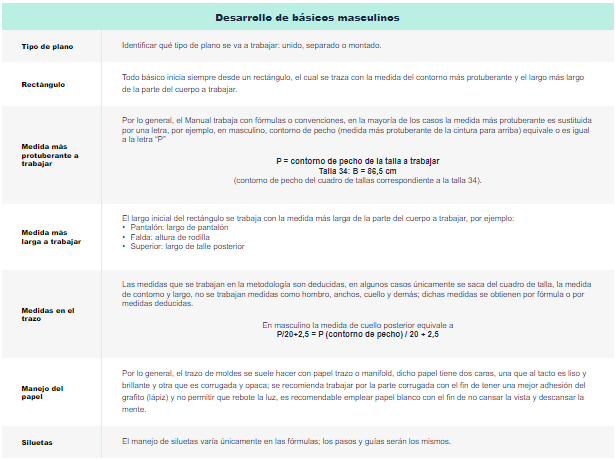 Desarrollo de básicos masculinos
Tipo de plano
Identificar qué tipo de plano se va a trabajar: unido, separado o montado.
Rectángulo
Todo básico inicia siempre desde un rectángulo, el cual se traza con la medida del contorno más protuberante y el largo más largo
de la parte del cuerpo a trabajar.
Medida más
protuberante a
trabajar
Por lo general, el Manual trabaja con fórmulas o convenciones, en la mayoría de los casos la medida más protuberante es sustituida
por una letra, por ejemplo, en masculino, contorno de pecho (medida más protuberante de la cintura para arriba) equivale o es igual
a la letra "P"
P = contorno de pecho de la talla a trabajar
Talla 34: B = 86,5 cm
(contorno de pecho del cuadro de tallas correspondiente a la talla 34).
Medida más
larga a trabajar
El largo inicial del rectángulo se trabaja con la medida más larga de la parte del cuerpo a trabajar, por ejemplo:
• Pantalón: largo de pantalón
• Falda: altura de rodilla
• Superior: largo de talle posterior
Medidas en el
trazo
Las medidas que se trabajan en la metodología son deducidas, en algunos casos únicamente se saca del cuadro de talla, la medida
de contorno y largo, no se trabajan medidas como hombro, anchos, cuello y demás; dichas medidas se obtienen por fórmula o por
medidas deducidas.
En masculino la medida de cuello posterior equivale a
P/20+2,5 = P (contorno de pecho) / 20 + 2,5
Manejo del
papel
Por lo general, el trazo de moldes se suele hacer con papel trazo o manifold, dicho papel tiene dos caras, una que al tacto es liso y
brillante y otra que es corrugada y opaca; se recomienda trabajar por la parte corrugada con el fin de tener una mejor adhesión del
grafito (lápiz) y no permitir que rebote la luz, es recomendable emplear papel blanco con el fin de no cansar la vista y descansar la
mente.
Siluetas
El manejo de siluetas varía únicamente en las fórmulas; los pasos y guías serán los mismos.